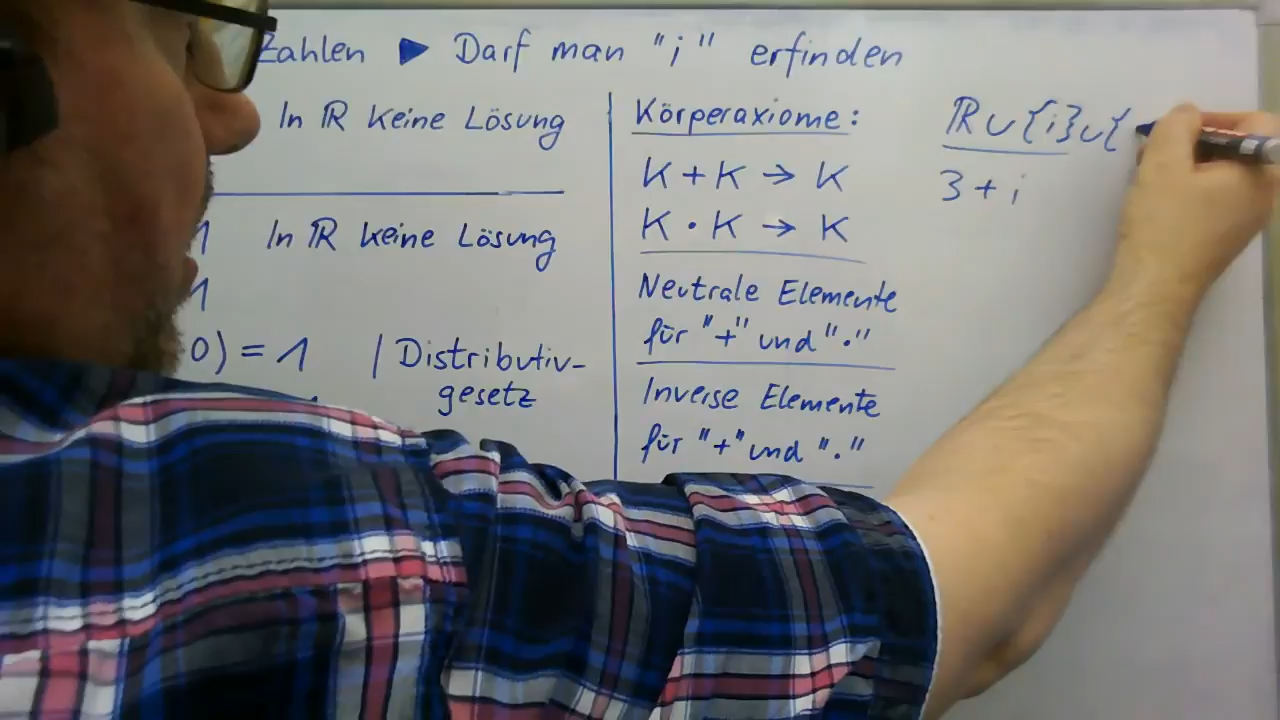 Zahlen ▶ Darf man "i" erfinden
In ℝ keine Lösung
1 In ℝ keine Lösung
1
0) = 1 | Distributiv-
gesetz
Körperaxiome:
K + K → K
K · K → K
Neutrale Elemente
für "+" und "·"
Inverse Elemente
für "+" und "·"
ℝ ∪ {i} ∪ {
3 + i